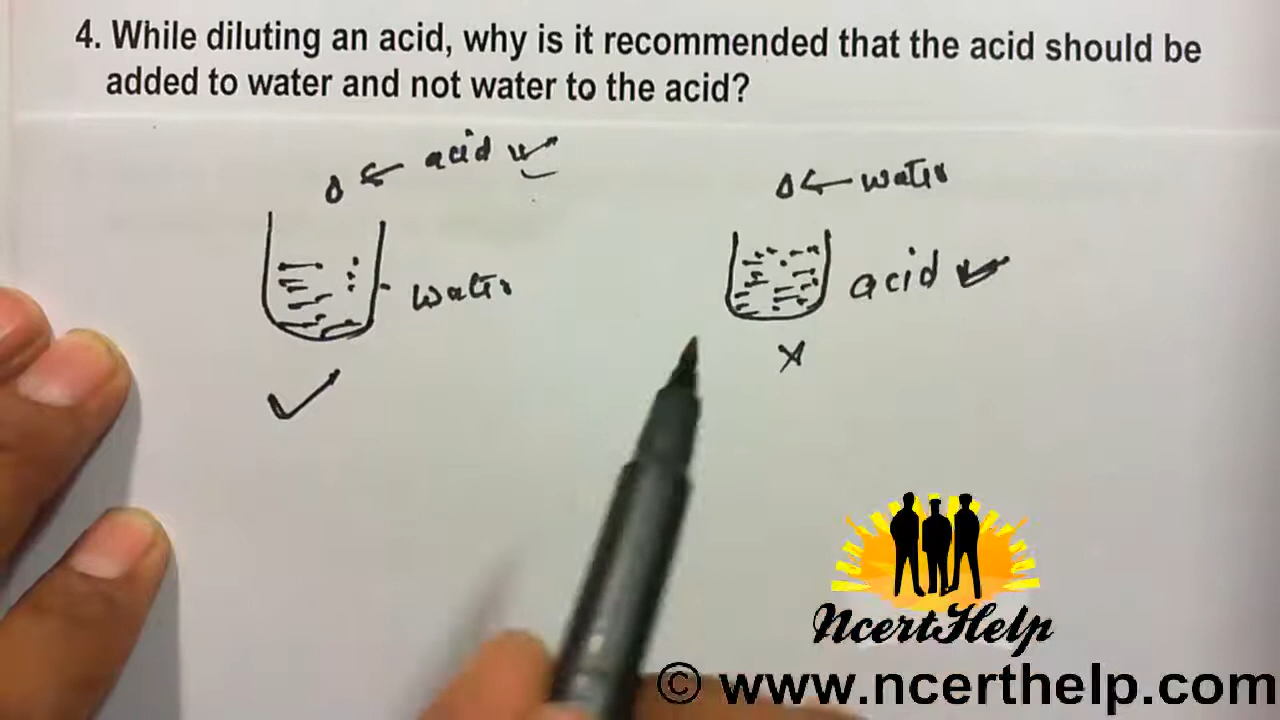 4. While diluting an acid, why is it recommended that the acid should be
added to water and not water to the acid?
acid
water
water
acid
NcertHelp
© www.ncerthelp.com